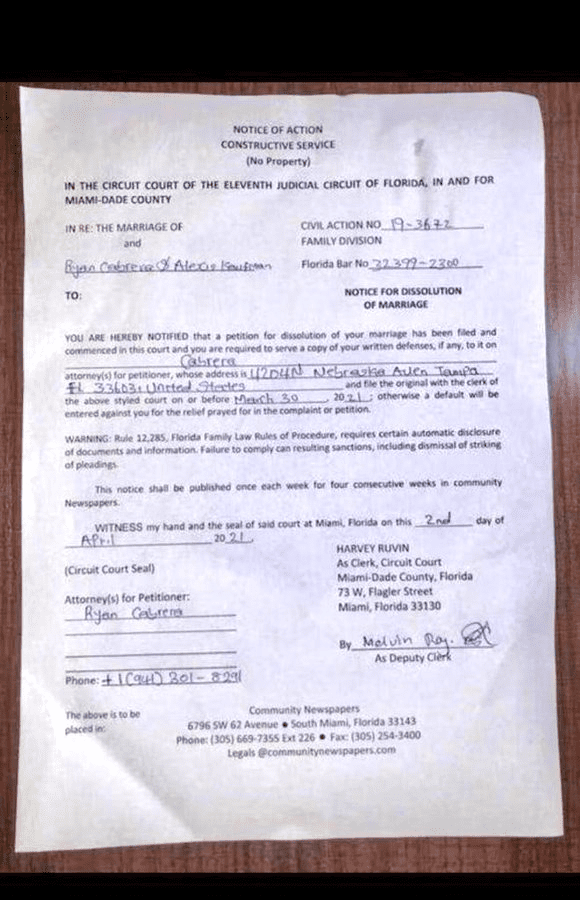 NOTICE OF ACTION
CONSTRUCTIVE SERVICE
(No Property)
IN THE CIRCUIT COURT OF THE ELEVENTH JUDICIAL CIRCUIT OF FLORIDA, IN AND FOR
MIAMI-DADE COUNTY
IN RE: THE MARRIAGE OF
and
Ryan Cabrera & Alexis Kaufman
CIVIL ACTION NO 19-3672
FAMILY DIVISION
Florida Bar No 32399-2300
TO:
NOTICE FOR DISSOLUTION
OF MARRIAGE
YOU ARE HEREBY NOTIFIED that a petition for dissolution of your marriage has been filed and
commenced in this court and you are required to serve a copy of your written defenses, if any, to it on
Cabrera
attorney(s) for petitioner, whose address is 4204N Nebraska Aven Tampa
FL 33603, United States and file the original with the clerk of
the above styled court on or before March 30, 2021; otherwise a default will be
entered against you for the relief prayed for in the complaint or petition.
WARNING: Rule 12,285, Florida Family Law Rules of Procedure, requires certain automatic disclosure
of documents and information. Failure to comply can resulting sanctions, including dismissal of striking
of pleadings.
This notice shall be published once each week for four consecutive weeks in community
Newspapers.
WITNESS my hand and the seal of said court at Miami, Florida on this 2nd day of
April 2021.
(Circuit Court Seal)
Attorney(s) for Petitioner:
Ryan Cabrera
Phone: +1(941) 301-8291
HARVEY RUVIN
As Clerk, Circuit Court
Miami-Dade County, Florida
73 W, Flagler Street
Miami, Florida 33130
By Melvin Ray.
As Deputy Clerk
The above is to be
placed in:
Community Newspapers
6796 SW 62 Avenue ● South Miami, Florida 33143
Phone: (305) 669-7355 Ext 226 ● Fax: (305) 254-3400
Legals @communitynewspapers.com